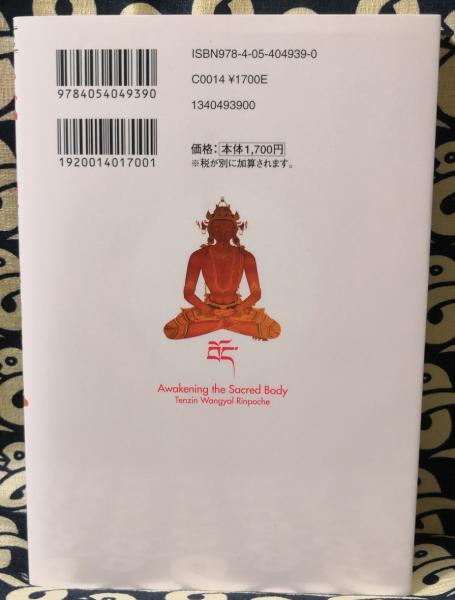 ISBN978-4-05-404939-0
9784054049390
C0014 ¥1700E
1340493900
1920014017001
価格：本体1,700円
※税が別に加算されます。
Awakening the Sacred Body
Tenzin Wangyal Rinpoche